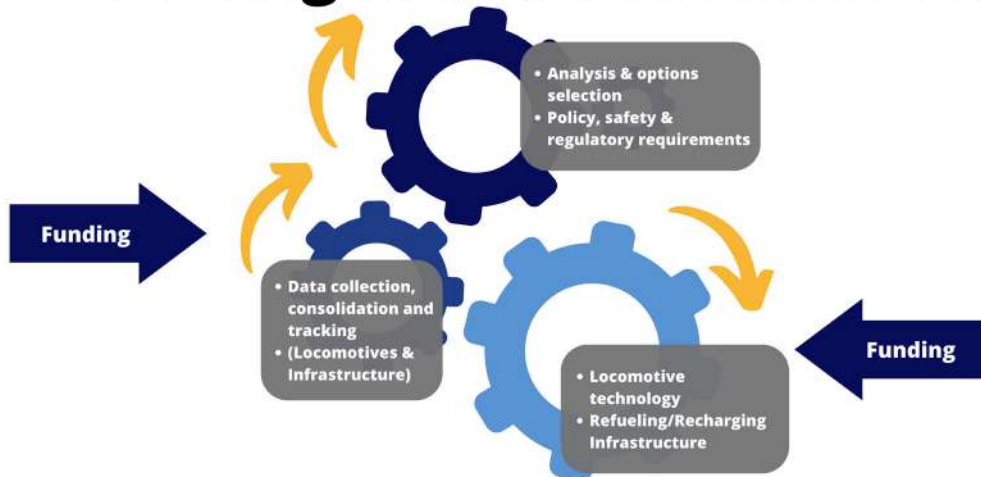 • Analysis & options
selection
• Policy, safety &
regulatory requirements
Funding
• Data collection,
consolidation and
tracking
• (Locomotives &
Infrastructure)
Funding
• Locomotive
technology
• Refueling/Recharging
Infrastructure